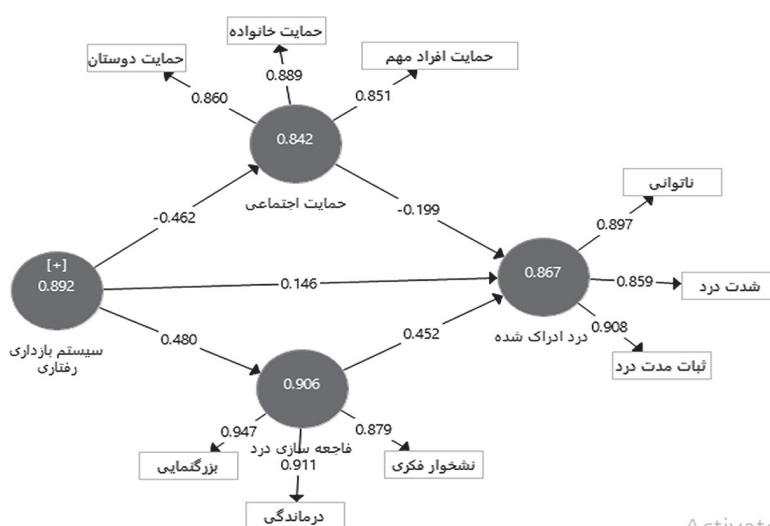 حمایت خانواده
حمایت دوستان
حمایت افراد مهم
0.889
0.860
0.851
0.842
حمایت اجتماعی
ناتوانی
-0.462
-0.199
0.897
[+]
0.892
0.867
0.146
0.859
شدت درد
سیستم بازداری
رفتاری
درد ادراک شده
0.480
0.452
0.908
ثبات مدت درد
0.906
0.947
0.879
فاجعه سازی درد
0.911
بزرگنمایی
نشخوار فکری
درماندگی